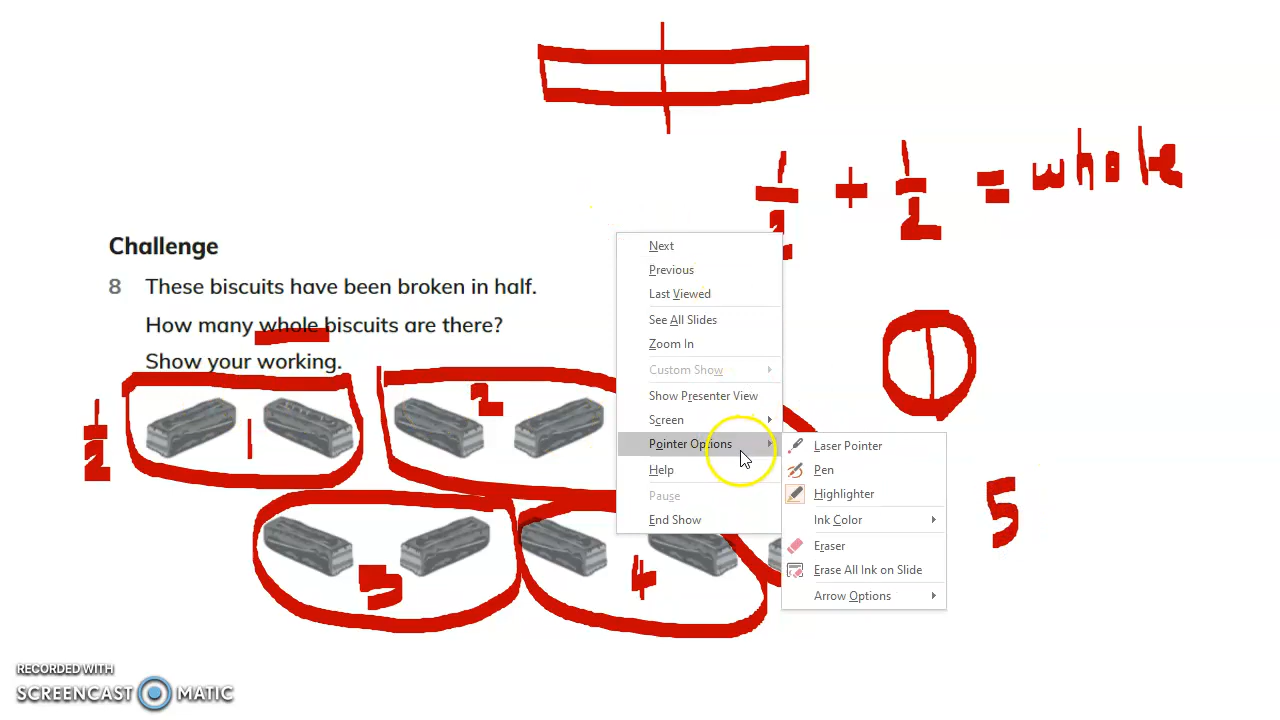 1/2 + 1/2 = whole
Challenge
8 These biscuits have been broken in half.
How many whole biscuits are there?
Show your working.
1/2
1
2
3
4
5
Next
Previous
Last Viewed
See All Slides
Zoom In
Custom Show
Show Presenter View
Screen
Pointer Options
Help
Pause
End Show
Laser Pointer
Pen
Highlighter
Ink Color
Eraser
Erase All Ink on Slide
Arrow Options
RECORDED WITH
SCREENCAST MATIC